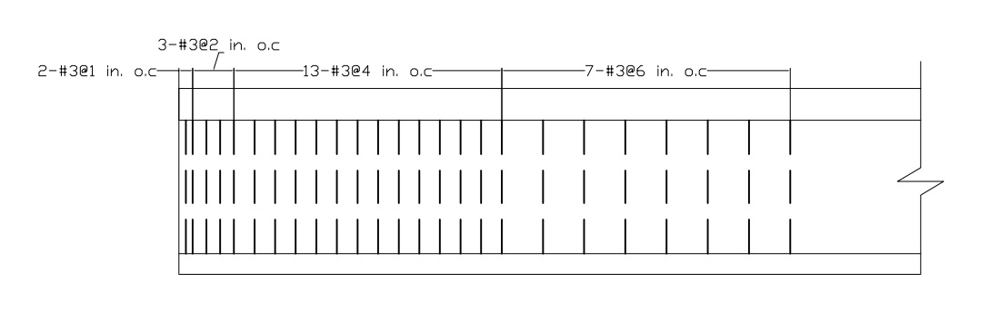 3-#3@2 in. o.c
2-#3@1 in. o.c
13-#3@4 in. o.c
7-#3@6 in. o.c